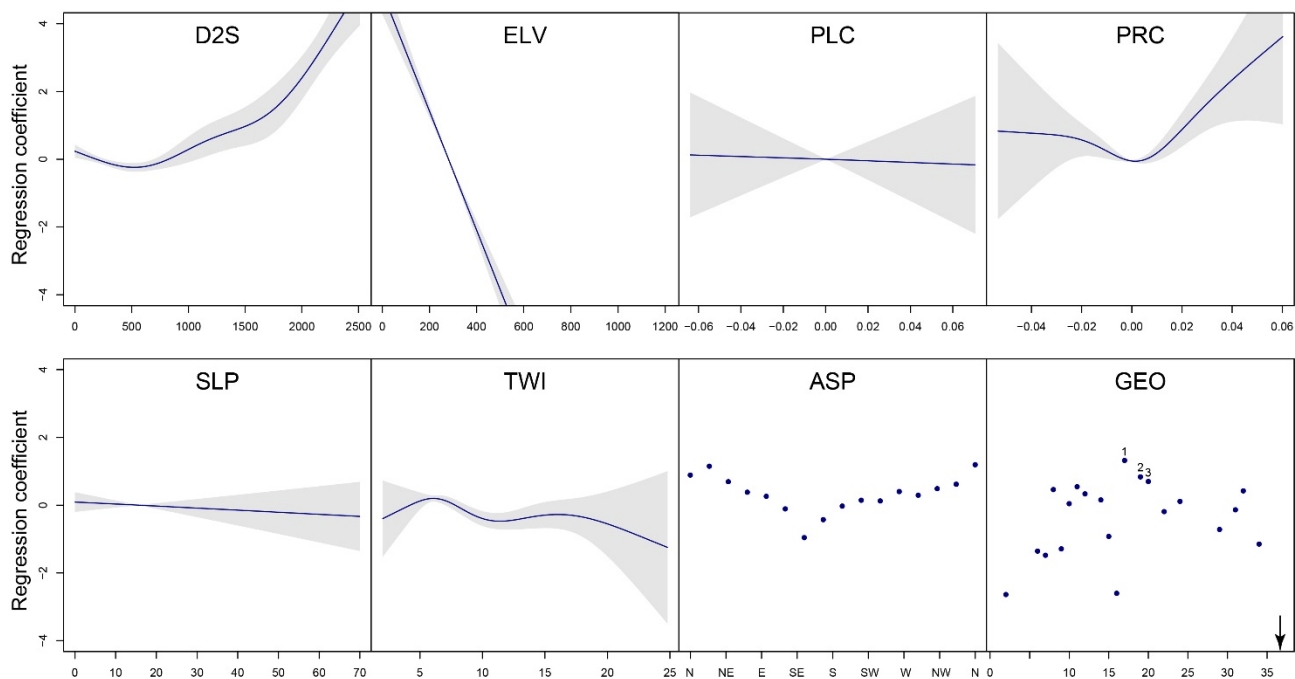 D2S ELV PLC PRC
Regression coefficient
4
2
0
−2
−4
0 500 1000 1500 2000 2500 0 200 400 600 800 1000 1200 −0.06 −0.04 −0.02 0.00 0.02 0.04 0.06 −0.04 −0.02 0.00 0.02 0.04 0.06
SLP TWI ASP GEO
Regression coefficient
4
2
0
−2
−4
1
2 3
0 10 20 30 40 50 60 70 5 10 15 20 25 N NE E SE S SW W NW N 0 10 15 20 25 30 35